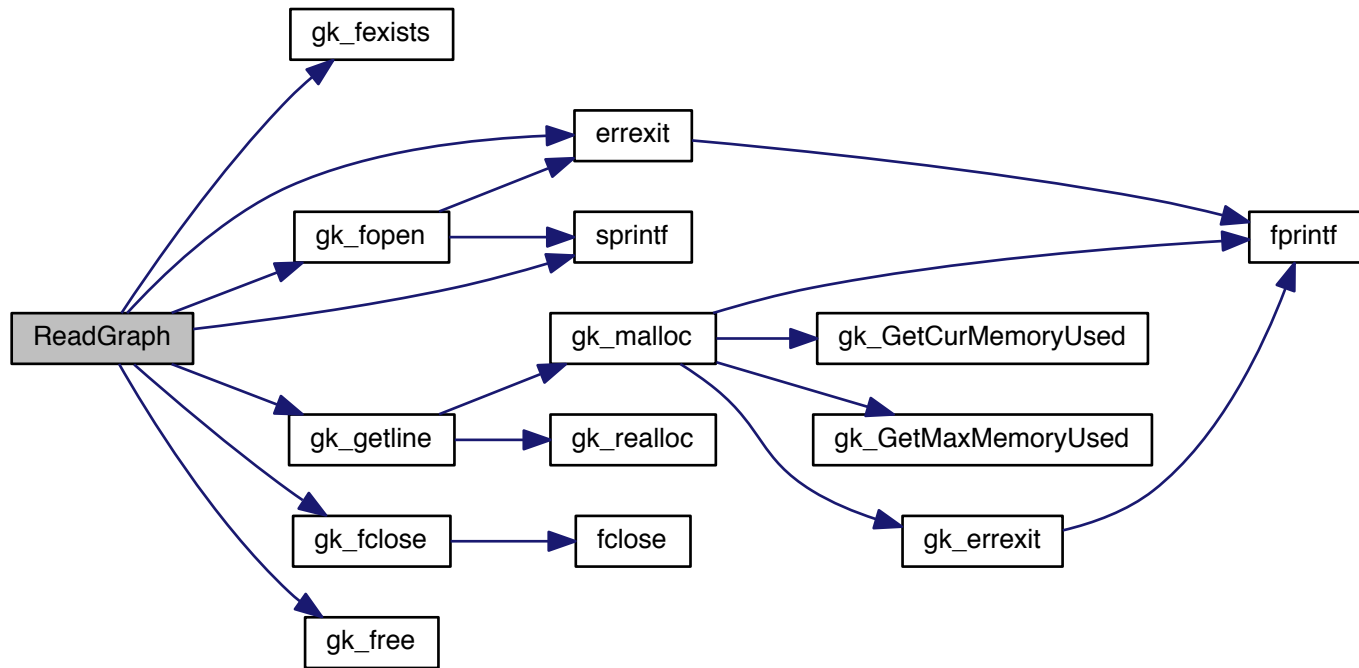 gk_fexists
errexit
gk_fopen
sprintf
fprintf
ReadGraph
gk_malloc
gk_GetCurMemoryUsed
gk_getline
gk_realloc
gk_GetMaxMemoryUsed
gk_fclose
fclose
gk_errexit
gk_free